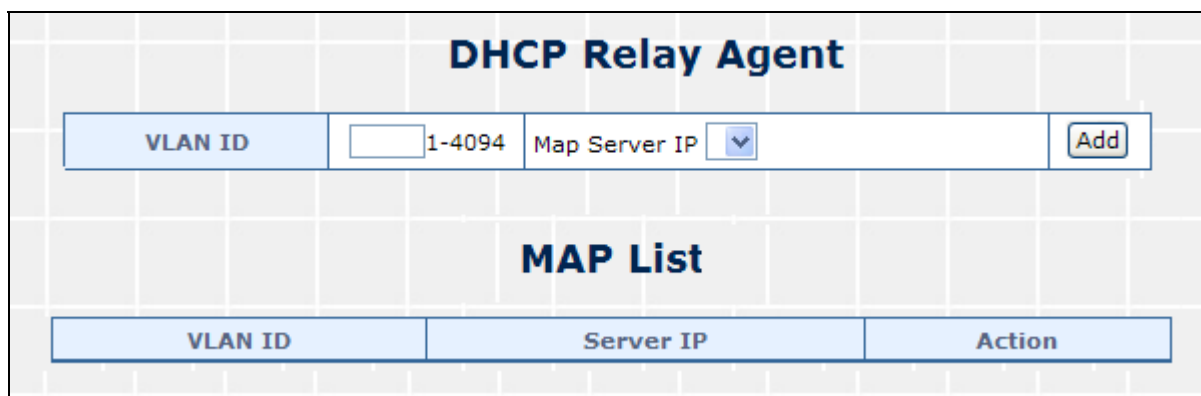 DHCP Relay Agent
VLAN ID 1-4094 Map Server IP Add
MAP List
VLAN ID Server IP Action